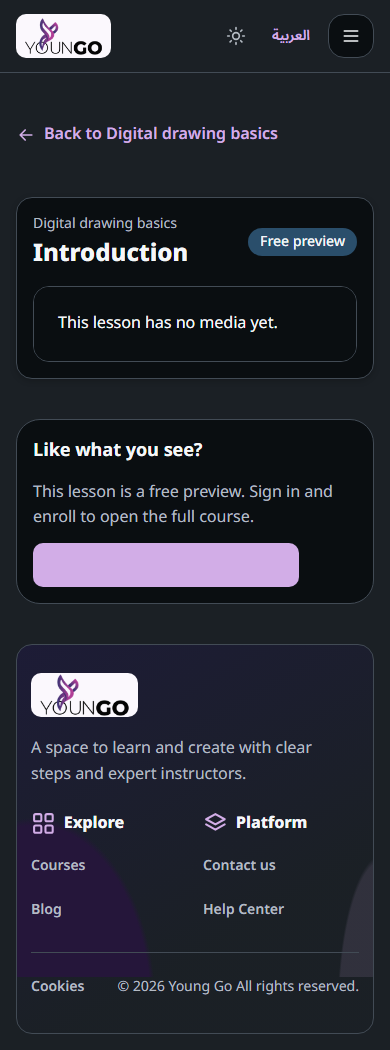 YOUNGO
العربية
Back to Digital drawing basics
Digital drawing basics
Introduction
Free preview
This lesson has no media yet.
Like what you see?
This lesson is a free preview. Sign in and
enroll to open the full course.
YOUNGO
A space to learn and create with clear
steps and expert instructors.
Explore
Platform
Courses
Contact us
Blog
Help Center
Cookies
© 2026 Young Go All rights reserved.